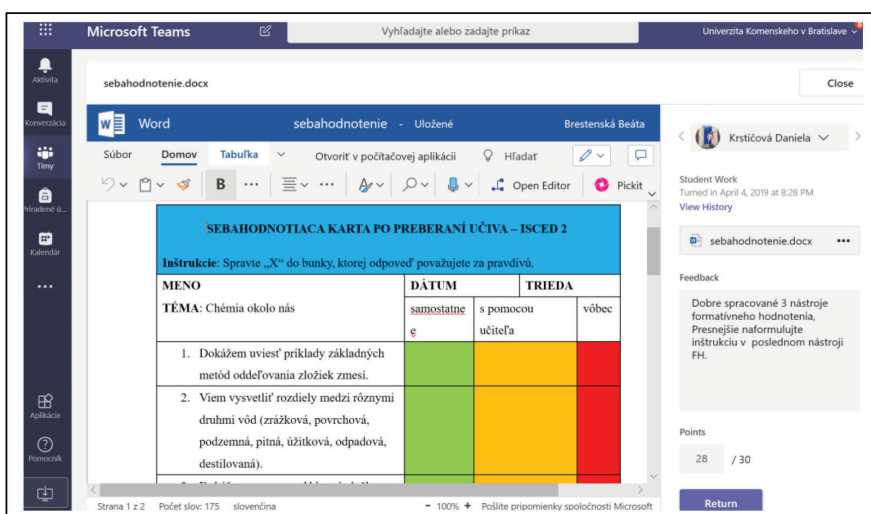 Microsoft Teams
Vyhľadajte alebo zadajte príkaz
Univerzita Komenskeho v Bratislave
Aktivita
Konverzácia
Tímy
Priradené ú...
Kalendár
Aplikácie
Pomocník
sebahodnotenie.docx
Close
Word
sebahodnotenie - Uložené
Brestenská Beáta
Súbor Domov Tabuľka Otvoriť v počítačovej aplikácii Hľadať
B ... Open Editor Pickit
SEBAHODNOTIACA KARTA PO PREBERANÍ UČIVA – ISCED 2
Inštrukcie: Spravte „X“ do bunky, ktorej odpoveď považujete za pravdivú.
MENO DÁTUM TRIEDA
TÉMA: Chémia okolo nás
samostatne
e
s pomocou
učiteľa
vôbec
1. Dokážem uviesť príklady základných
metód oddeľovania zložiek zmesí.
2. Viem vysvetliť rozdiely medzi rôznymi
druhmi vôd (zrážková, povrchová,
podzemná, pitná, úžitková, odpadová,
destilovaná).
Strana 1 z 2 Počet slov: 175 slovenčina
- 100% + Pošlite pripomienky spoločnosti Microsoft
Krstičová Daniela
Student Work
Turned in April 4, 2019 at 8:28 PM
View History
sebahodnotenie.docx ...
Feedback
Dobre spracované 3 nástroje
formatívneho hodnotenia,
Presnejšie naformulujte
inštrukciu v poslednom nástroji
FH.
Points
28 / 30
Return